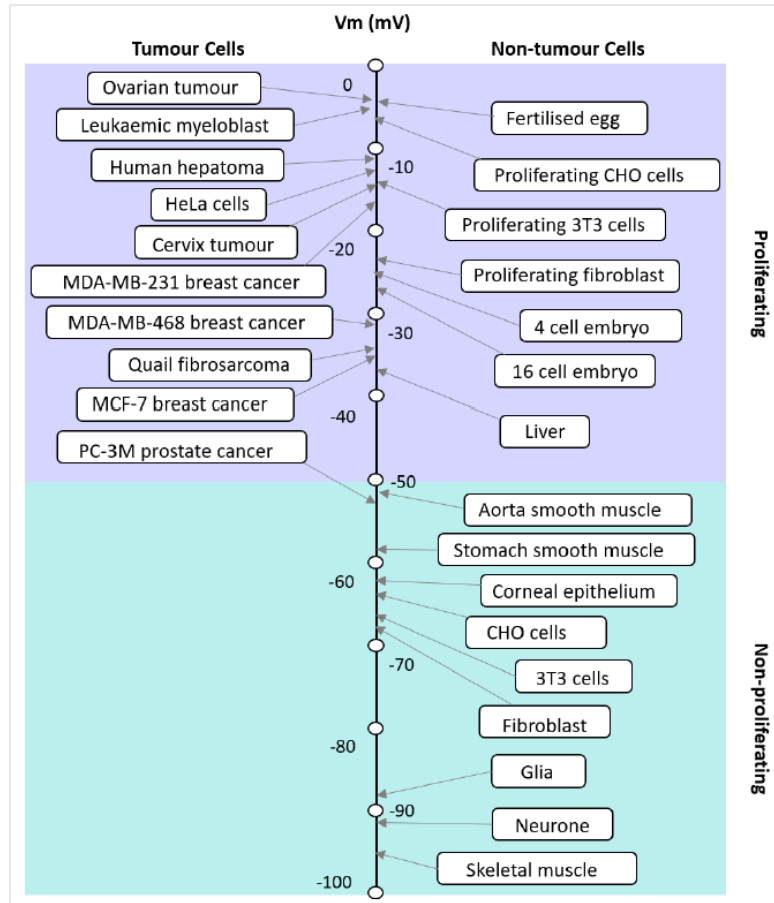 Vm (mV)
Tumour Cells
Non-tumour Cells
0
Ovarian tumour
Fertilised egg
Leukaemic myeloblast
Human hepatoma
-10
Proliferating CHO cells
HeLa cells
Proliferating 3T3 cells
Cervix tumour
-20
Proliferating fibroblast
MDA-MB-231 breast cancer
MDA-MB-468 breast cancer
4 cell embryo
-30
Quail fibrosarcoma
16 cell embryo
MCF-7 breast cancer
-40
Liver
PC-3M prostate cancer
-50
Aorta smooth muscle
Stomach smooth muscle
-60
Corneal epithelium
CHO cells
-70
3T3 cells
Fibroblast
-80
Glia
-90
Neurone
Skeletal muscle
-100
Proliferating
Non-proliferating